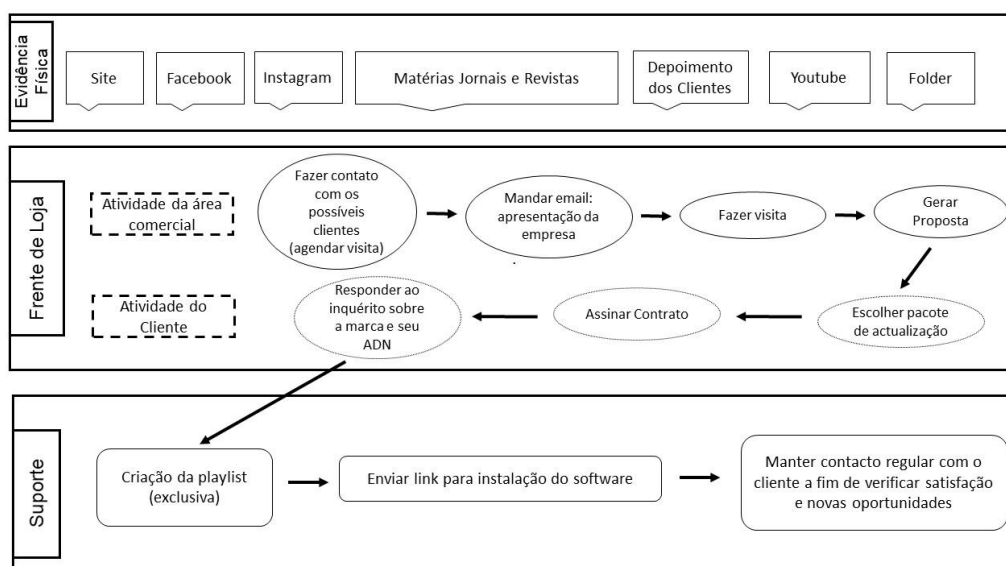 Evidência
Física
Site
Facebook
Instagram
Matérias Jornais e Revistas
Depoimento
dos Clientes
Youtube
Folder
Frente de Loja
Atividade da área
comercial
Fazer contato
com os
possíveis
clientes
(agendar visita)
Mandar email:
apresentação da
empresa
Fazer visita
Gerar
Proposta
Atividade do
Cliente
Responder ao
inquérito sobre
a marca e seu
ADN
Assinar Contrato
Escolher pacote
de actualização
Suporte
Criação da playlist
(exclusiva)
Enviar link para instalação do software
Manter contacto regular com o
cliente a fim de verificar satisfação
e novas oportunidades